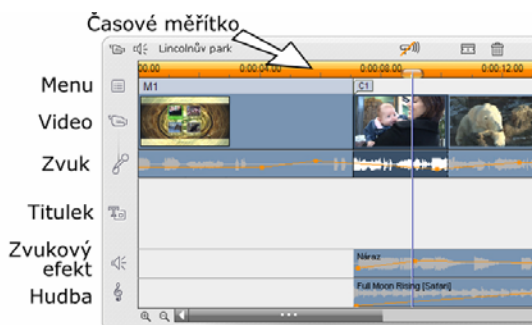 Časové měřítko
Lincolnův park
00.00 0:00:04.00 0:00:08.00 0:00:12.00
Menu
M1 C1
Video
Zvuk
Titulek
Zvukový
efekt
Náraz
Hudba
Full Moon Rising [Safari]